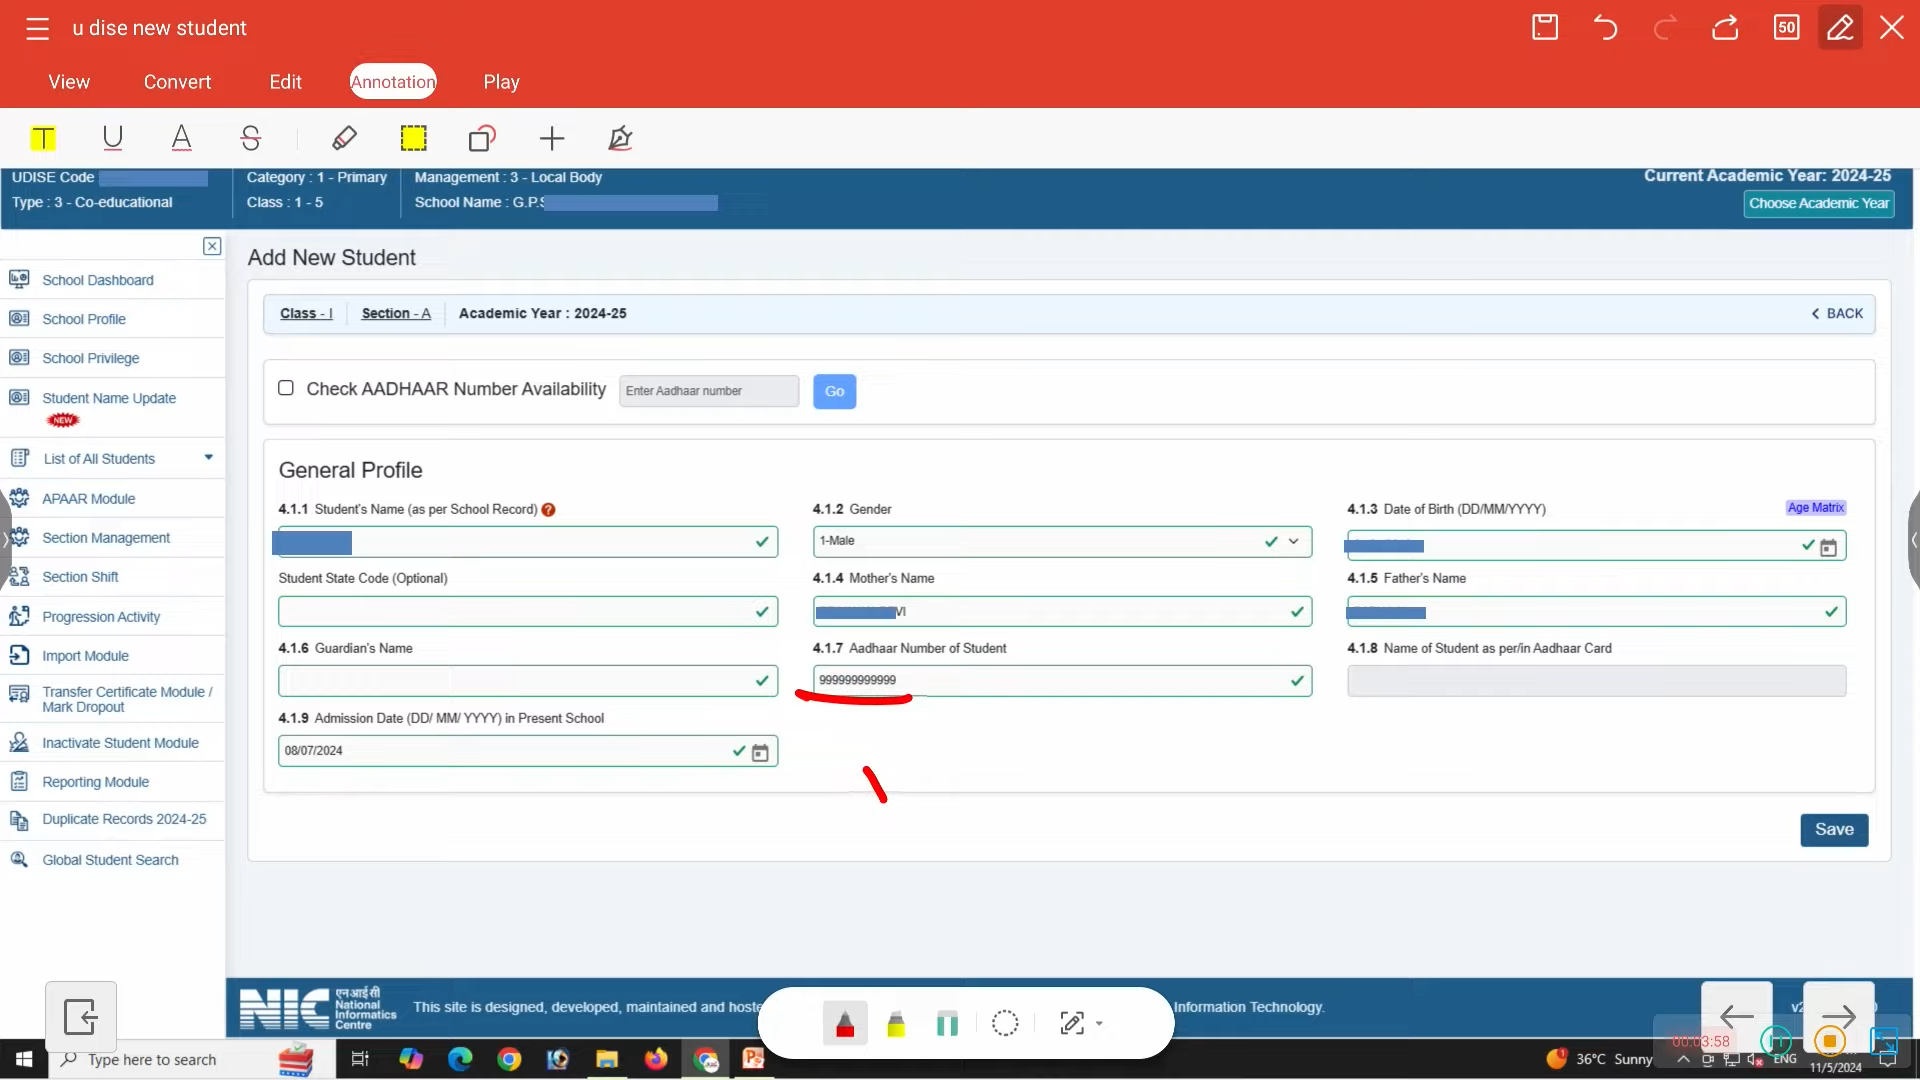 u dise new student
50
View Convert Edit Annotation Play
T U A S
UDISE Code Category : 1 - Primary Management : 3 - Local Body Current Academic Year: 2024-25
Type : 3 - Co-educational Class : 1 - 5 School Name : G.P.S Choose Academic Year
Add New Student
School Dashboard
Class - I Section - A Academic Year : 2024-25 BACK
School Profile
School Privilege
Check AADHAAR Number Availability Enter Aadhaar number Go
Student Name Update
NEW
List of All Students
General Profile
APAAR Module
4.1.1 Student's Name (as per School Record) ? 4.1.2 Gender 4.1.3 Date of Birth (DD/MM/YYYY) Age Matrix
Section Management
1-Male
Section Shift
Student State Code (Optional) 4.1.4 Mother's Name 4.1.5 Father's Name
Progression Activity
VI
4.1.6 Guardian's Name 4.1.7 Aadhaar Number of Student 4.1.8 Name of Student as per/in Aadhaar Card
Import Module
999999999999
Transfer Certificate Module /
Mark Dropout
4.1.9 Admission Date (DD/ MM/ YYYY) in Present School
Inactivate Student Module
08/07/2024
Reporting Module
Duplicate Records 2024-25
Save
Global Student Search
NIC एन आई सी
National
Informatics
Centre
This site is designed, developed, maintained and hoste Information Technology.
00:03:58
Type here to search
36°C Sunny ENG
11/5/2024